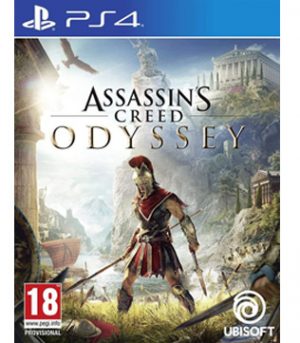 PS4
ASSASSIN'S
CREED
ODYSSEY
18
www.pegi.info
PROVISIONAL
UBISOFT